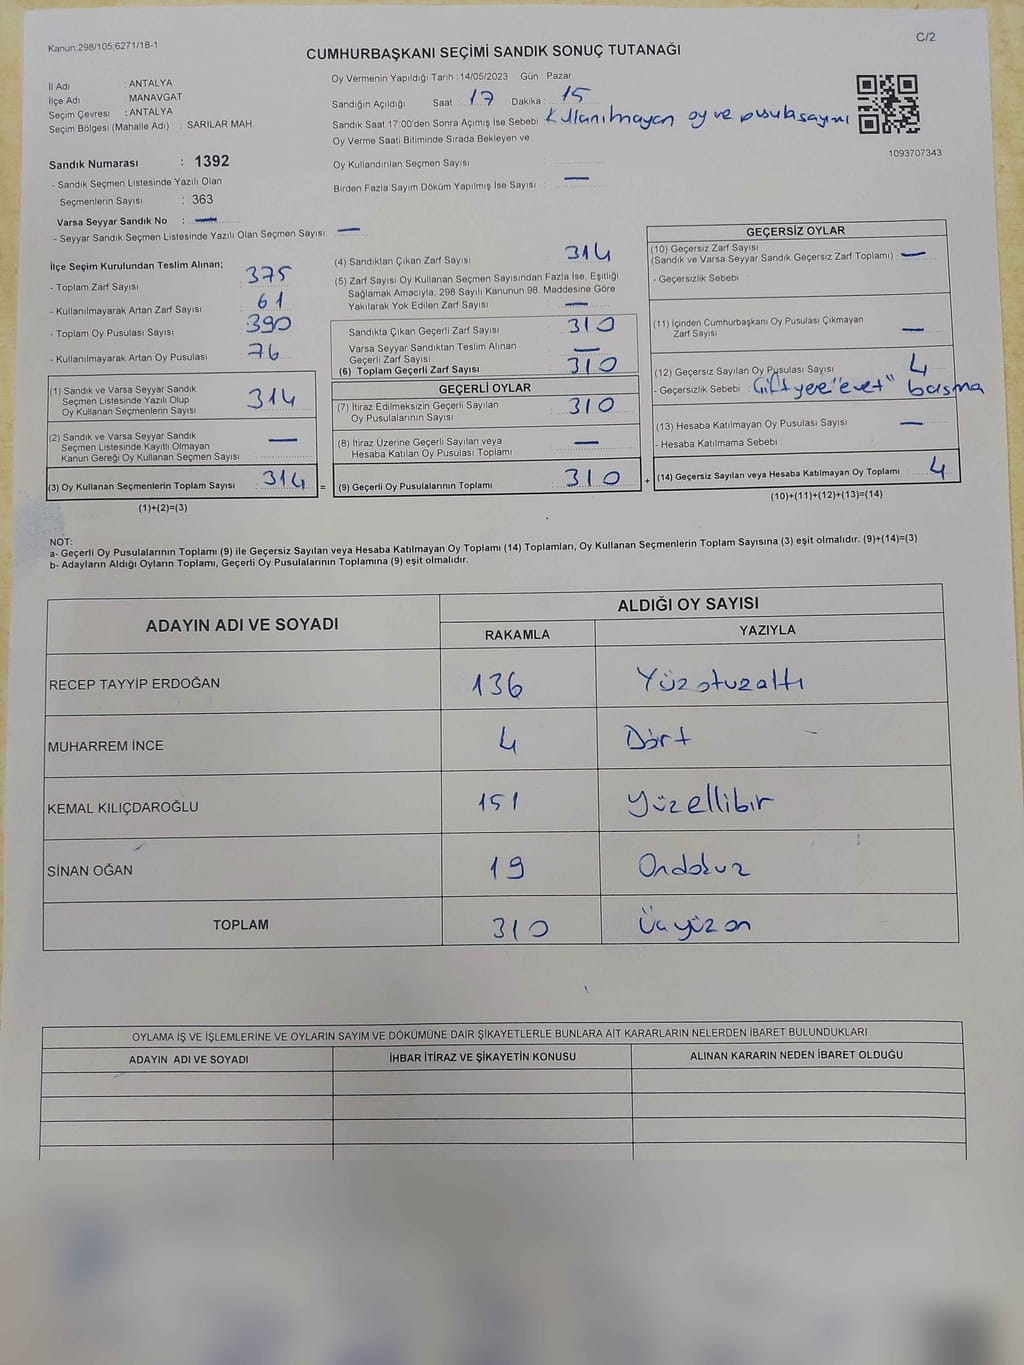 Kanun;298/105;6271/18-1
C/2
CUMHURBAŞKANI SEÇİMİ SANDIK SONUÇ TUTANAĞI
İl Adı : ANTALYA
İlçe Adı : MANAVGAT
Seçim Çevresi : ANTALYA
Seçim Bölgesi (Mahalle Adı) : SARILAR MAH.
Oy Vermenin Yapıldığı Tarih : 14/05/2023 Gün : Pazar
Sandığın Açıldığı Saat : 17 Dakika : 15
Sandık Saat 17:00'den Sonra Açımış İse Sebebi Kullanılmayan oy ve pusula sayımı
Oy Verme Saati Bitiminde Sırada Bekleyen ve
Oy Kullandırılan Seçmen Sayısı :
Birden Fazla Sayım Döküm Yapılmış İse Sayısı : —
1093707343
Sandık Numarası : 1392
- Sandık Seçmen Listesinde Yazılı Olan
Seçmenlerin Sayısı : 363
Varsa Seyyar Sandık No : —
- Seyyar Sandık Seçmen Listesinde Yazılı Olan Seçmen Sayısı: —
İlçe Seçim Kurulundan Teslim Alınan;
- Toplam Zarf Sayısı : 375
- Kullanılmayarak Artan Zarf Sayısı : 61
- Toplam Oy Pusulası Sayısı : 390
- Kullanılmayarak Artan Oy Pusulası : 76
(1) Sandık ve Varsa Seyyar Sandık
Seçmen Listesinde Yazılı Olup
Oy Kullanan Seçmenlerin Sayısı : 314
(2) Sandık ve Varsa Seyyar Sandık
Seçmen Listesinde Kayıtlı Olmayan
Kanun Gereği Oy Kullanan Seçmen Sayısı : —
(3) Oy Kullanan Seçmenlerin Toplam Sayısı : 314 =
(1)+(2)=(3)
(4) Sandıktan Çıkan Zarf Sayısı : 314
(5) Zarf Sayısı Oy Kullanan Seçmen Sayısından Fazla İse, Eşitliği
Sağlamak Amacıyla, 298 Sayılı Kanunun 98. Maddesine Göre
Yakılarak Yok Edilen Zarf Sayısı : —
Sandıkta Çıkan Geçerli Zarf Sayısı : 310
Varsa Seyyar Sandıktan Teslim Alınan
Geçerli Zarf Sayısı : —
(6) Toplam Geçerli Zarf Sayısı : 310
GEÇERLİ OYLAR
(7) İtiraz Edilmeksizin Geçerli Sayılan
Oy Pusulalarının Sayısı : 310
(8) İtiraz Üzerine Geçerli Sayılan veya
Hesaba Katılan Oy Pusulası Toplamı : —
(9) Geçerli Oy Pusulalarının Toplamı : 310 +
GEÇERSİZ OYLAR
(10) Geçersiz Zarf Sayısı
(Sandık ve Varsa Seyyar Sandık Geçersiz Zarf Toplamı) : —
- Geçersizlik Sebebi :
(11) İçinden Cumhurbaşkanı Oy Pusulası Çıkmayan
Zarf Sayısı : —
(12) Geçersiz Sayılan Oy Pusulası Sayısı : 4
- Geçersizlik Sebebi : Çift yere "evet" basma
(13) Hesaba Katılmayan Oy Pusulası Sayısı : —
- Hesaba Katılmama Sebebi :
(14) Geçersiz Sayılan veya Hesaba Katılmayan Oy Toplamı : 4
(10)+(11)+(12)+(13)=(14)
NOT:
a- Geçerli Oy Pusulalarının Toplamı (9) ile Geçersiz Sayılan veya Hesaba Katılmayan Oy Toplamı (14) Toplamları, Oy Kullanan Seçmenlerin Toplam Sayısına (3) eşit olmalıdır. (9)+(14)=(3)
b- Adayların Aldığı Oyların Toplamı, Geçerli Oy Pusulalarının Toplamına (9) eşit olmalıdır.
ADAYIN ADI VE SOYADI
ALDIĞI OY SAYISI
RAKAMLA YAZIYLA
RECEP TAYYİP ERDOĞAN 136 Yüzotuzaltı
MUHARREM İNCE 4 Dört
KEMAL KILIÇDAROĞLU 151 Yüzellibir
SİNAN OĞAN 19 Ondokuz
TOPLAM 310 Üçyüzon
OYLAMA İŞ VE İŞLEMLERİNE VE OYLARIN SAYIM VE DÖKÜMÜNE DAİR ŞİKAYETLERLE BUNLARA AİT KARARLARIN NELERDEN İBARET BULUNDUKLARI
ADAYIN ADI VE SOYADI İHBAR İTİRAZ VE ŞİKAYETİN KONUSU ALINAN KARARIN NEDEN İBARET OLDUĞU